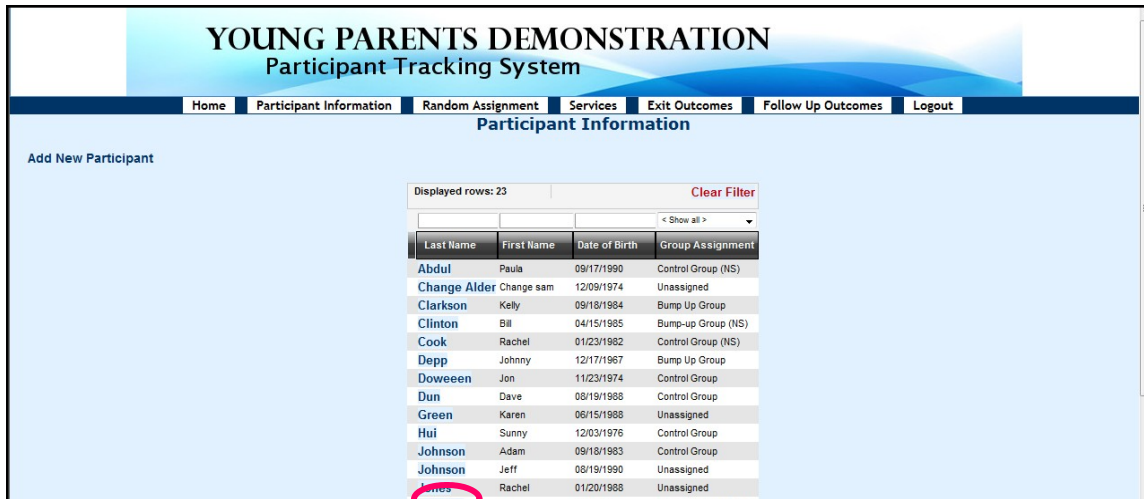 YOUNG PARENTS DEMONSTRATION
Participant Tracking System
Home Participant Information Random Assignment Services Exit Outcomes Follow Up Outcomes Logout
Participant Information
Add New Participant
Displayed rows: 23 Clear Filter
< Show all >
Last Name First Name Date of Birth Group Assignment
Abdul Paula 09/17/1990 Control Group (NS)
Change Alder Change sam 12/09/1974 Unassigned
Clarkson Kelly 09/18/1984 Bump Up Group
Clinton Bill 04/15/1985 Bump-up Group (NS)
Cook Rachel 01/23/1982 Control Group (NS)
Depp Johnny 12/17/1967 Bump Up Group
Doweeen Jon 11/23/1974 Control Group
Dun Dave 08/19/1988 Control Group
Green Karen 06/15/1988 Unassigned
Hui Sunny 12/03/1976 Control Group
Johnson Adam 09/18/1983 Control Group
Johnson Jeff 08/19/1990 Unassigned
Jones Rachel 01/20/1988 Unassigned